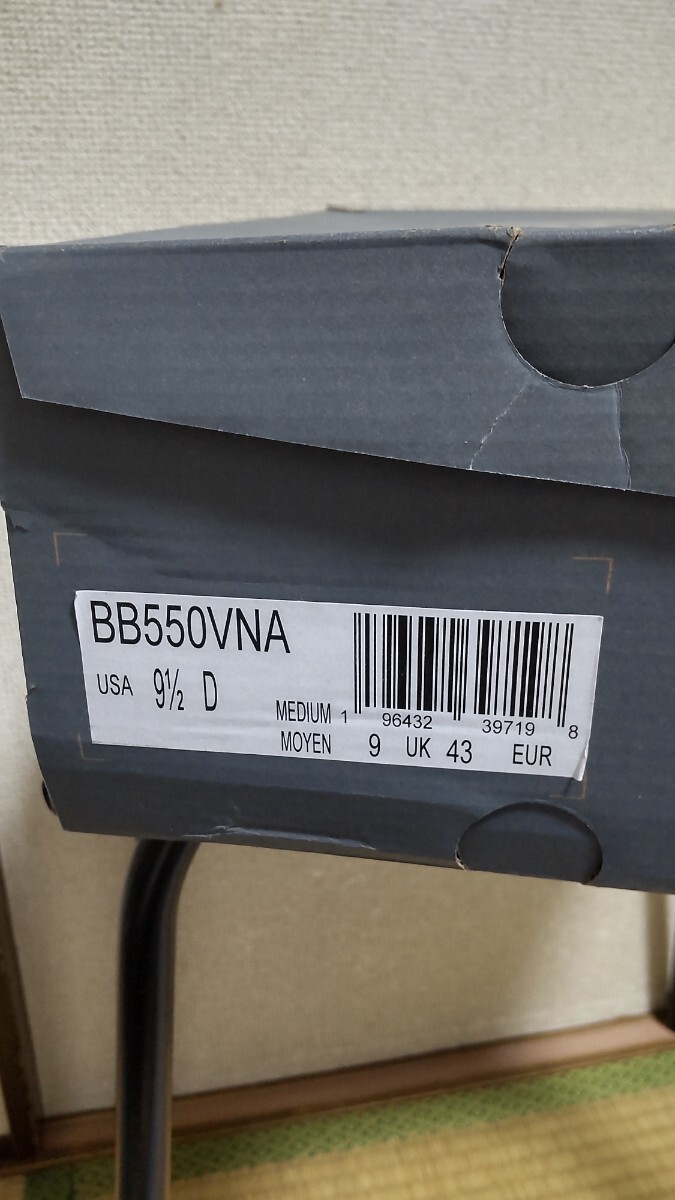 BB550VNA
USA 9½ D
MEDIUM
MOYEN
1 96432 39719 8
9 UK 43 EUR